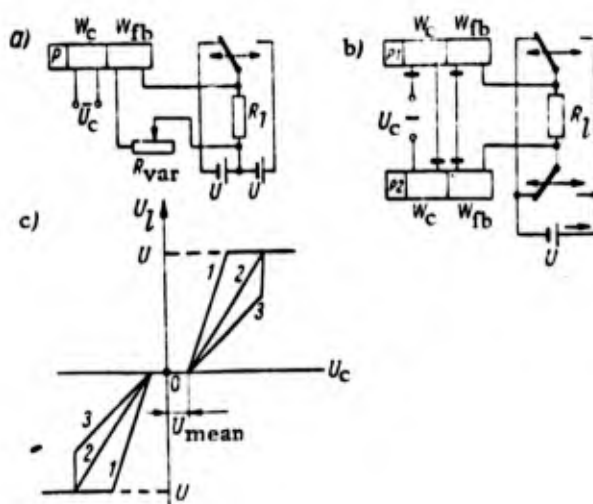 a)
P
W_c
W_fb
U_c
R_var
R_l
U
U
b)
P1
W_c
W_fb
U_c
P2
W_c
W_fb
R_l
U
c)
U_l
U
1
2
3
0
U_c
U_mean
3
2
1
U